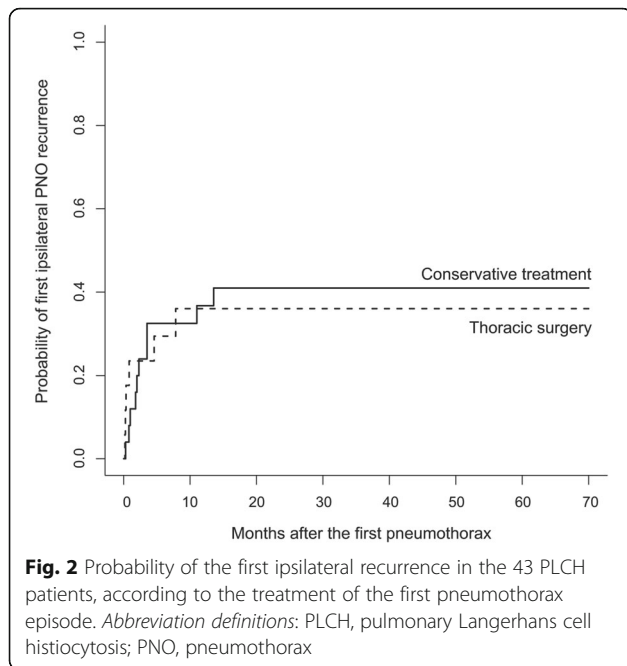 Probability of first ipsilateral PNO recurrence
1.0
0.8
0.6
0.4
0.2
0.0
Conservative treatment
Thoracic surgery
0 10 20 30 40 50 60 70
Months after the first pneumothorax
Fig. 2 Probability of the first ipsilateral recurrence in the 43 PLCH
patients, according to the treatment of the first pneumothorax
episode. Abbreviation definitions: PLCH, pulmonary Langerhans cell
histiocytosis; PNO, pneumothorax